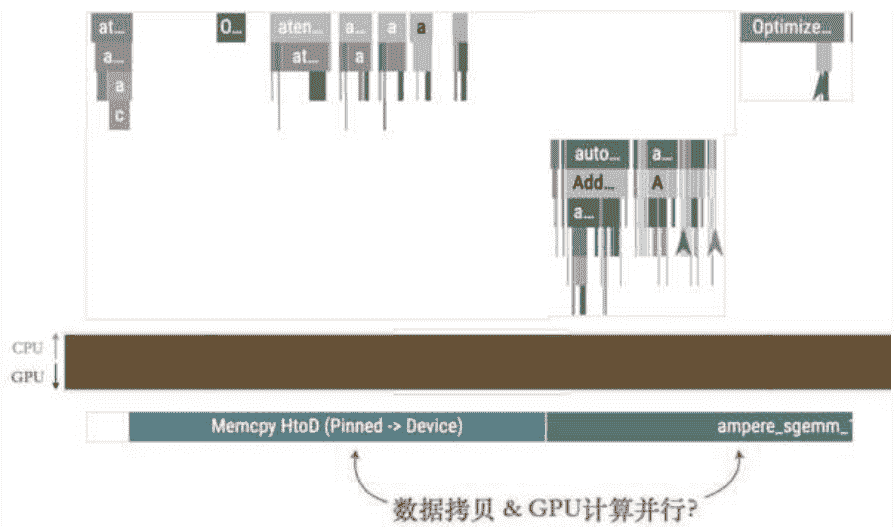 at... O... aten... a... a a Optimize...
a... at... a
a
c
auto... a...
Add... A
a...
CPU
GPU
Memcpy HtoD (Pinned -> Device) ampere_sgemm_
数据拷贝 & GPU计算并行?